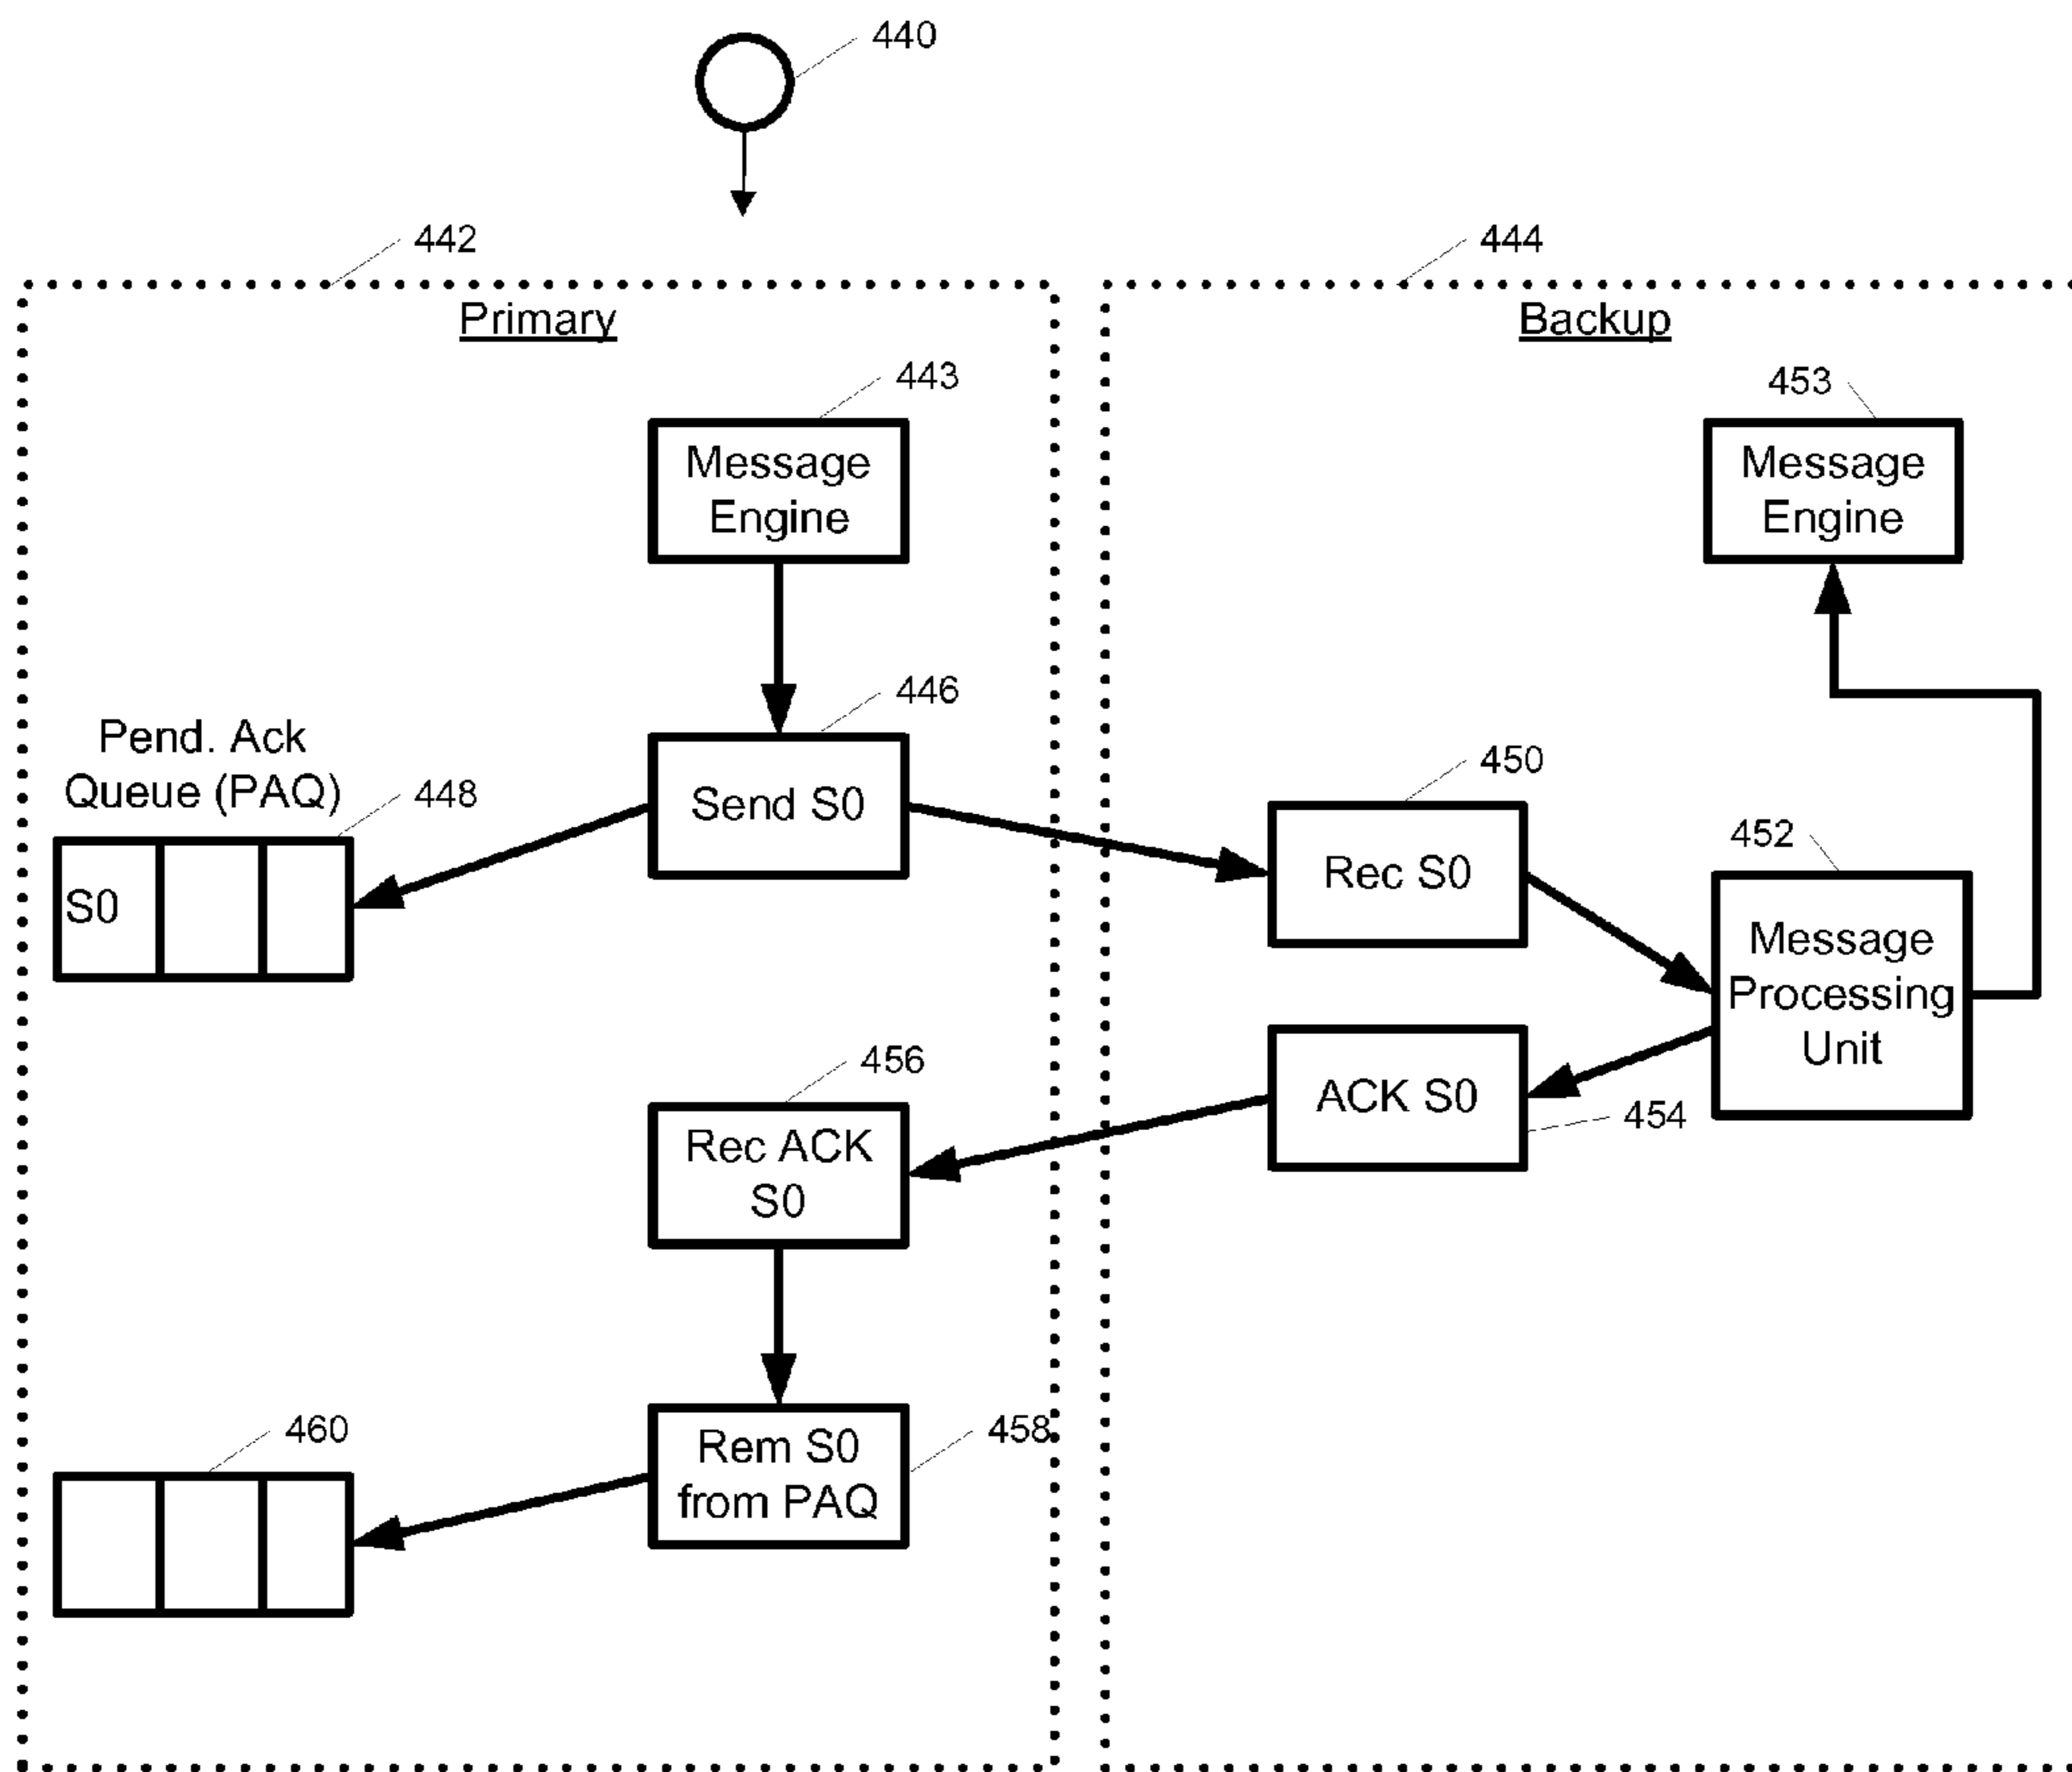 440
442
444
Primary
Backup
443
453
Message
Engine
Message
Engine
446
Pend. Ack
Queue (PAQ)
448
Send S0
450
452
S0
Rec S0
Message
Processing
Unit
456
ACK S0
454
Rec ACK
S0
460
458
Rem S0
from PAQ